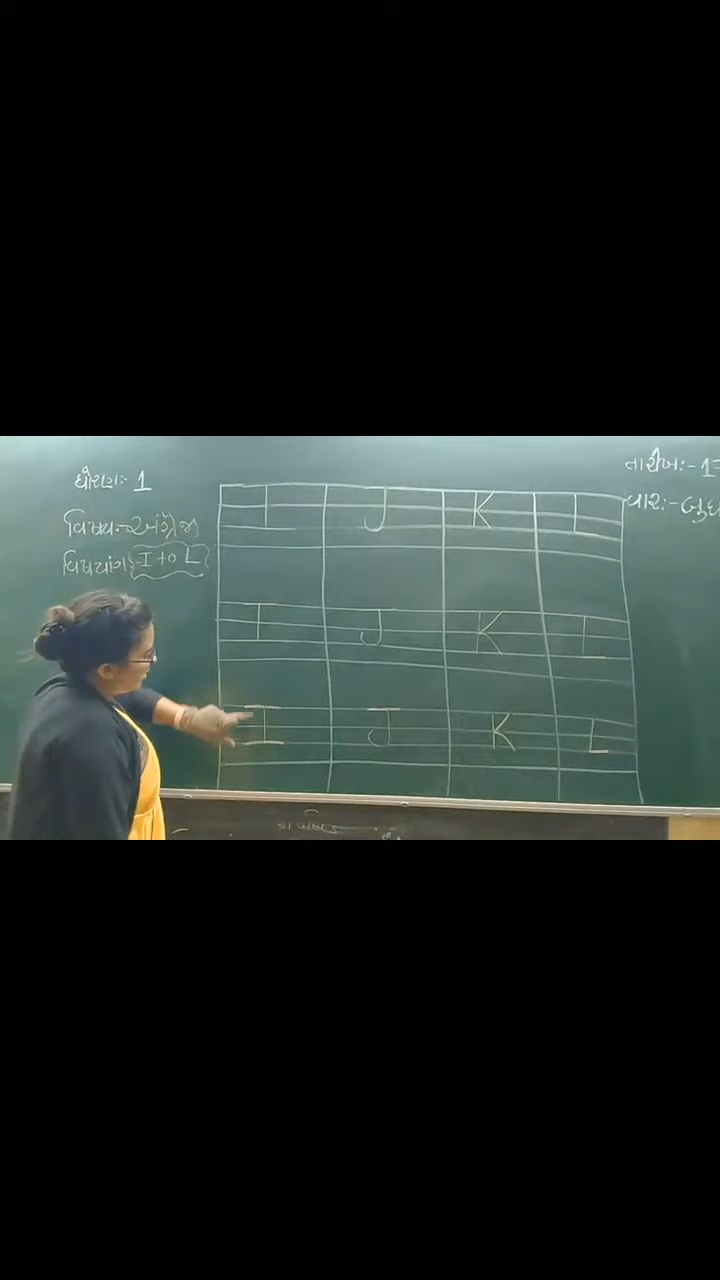 ધોરણ:- 1
વિષય:-અંગ્રેજી
વિષયાંગ:-I to L
તારીખ:- 1
વાર:-બુધ
I J K L
I J K L
I J K L